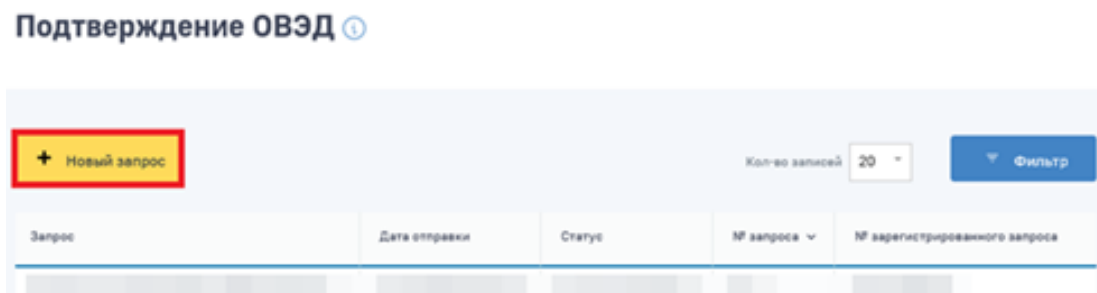 Подтверждение ОВЭД
+ Новый запрос
Кол-во записей 20
Фильтр
Запрос Дата отправки Статус № запроса № зарегистрированного запроса